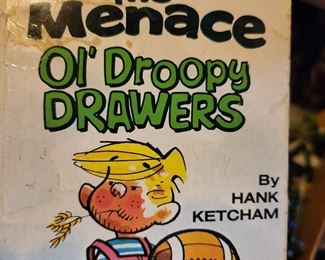 Menace
Ol' Droopy
DRAWERS
By
HANK
KETCHAM